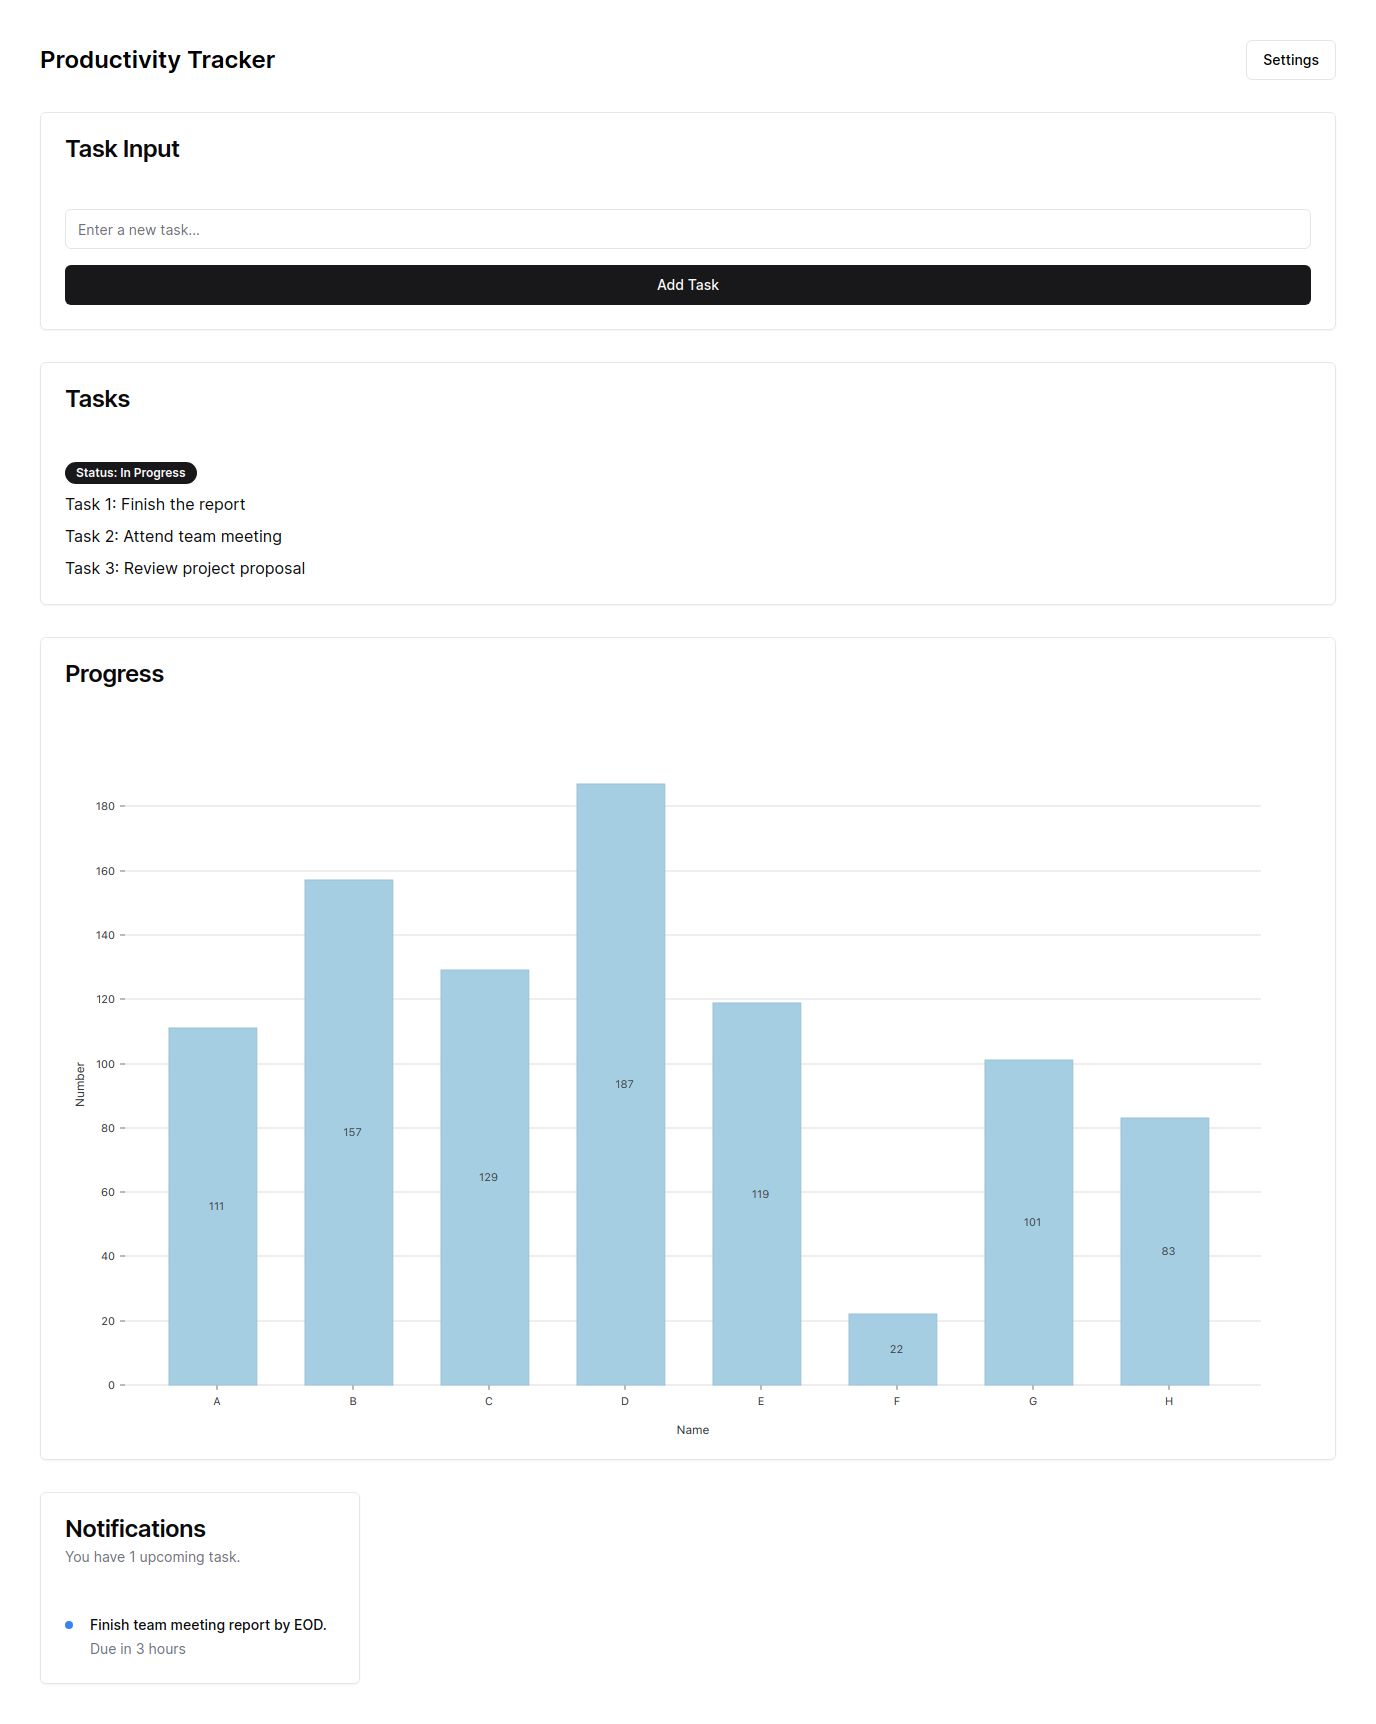 Productivity Tracker
Settings
Task Input
Enter a new task...
Add Task
Tasks
Status: In Progress
Task 1: Finish the report
Task 2: Attend team meeting
Task 3: Review project proposal
Progress
180
160
140
120
100
80
60
40
20
0
Number
111
157
129
187
119
22
101
83
A B C D E F G H
Name
Notifications
You have 1 upcoming task.
Finish team meeting report by EOD.
Due in 3 hours